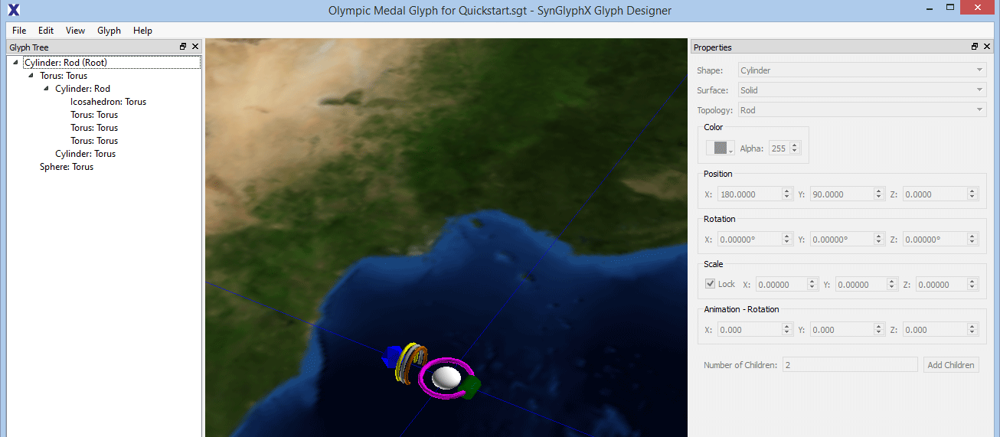 X Olympic Medal Glyph for Quickstart.sgt - SynGlyphX Glyph Designer
File Edit View Glyph Help
Glyph Tree
Cylinder: Rod (Root)
Torus: Torus
Cylinder: Rod
Icosahedron: Torus
Torus: Torus
Torus: Torus
Torus: Torus
Cylinder: Torus
Sphere: Torus
Properties
Shape: Cylinder
Surface: Solid
Topology: Rod
Color
Alpha: 255
Position
X: 180.0000 Y: 90.0000 Z: 0.0000
Rotation
X: 0.00000° Y: 0.00000° Z: 0.00000°
Scale
Lock X: 0.00000 Y: 0.00000 Z: 0.00000
Animation - Rotation
X: 0.000 Y: 0.000 Z: 0.000
Number of Children: 2 Add Children